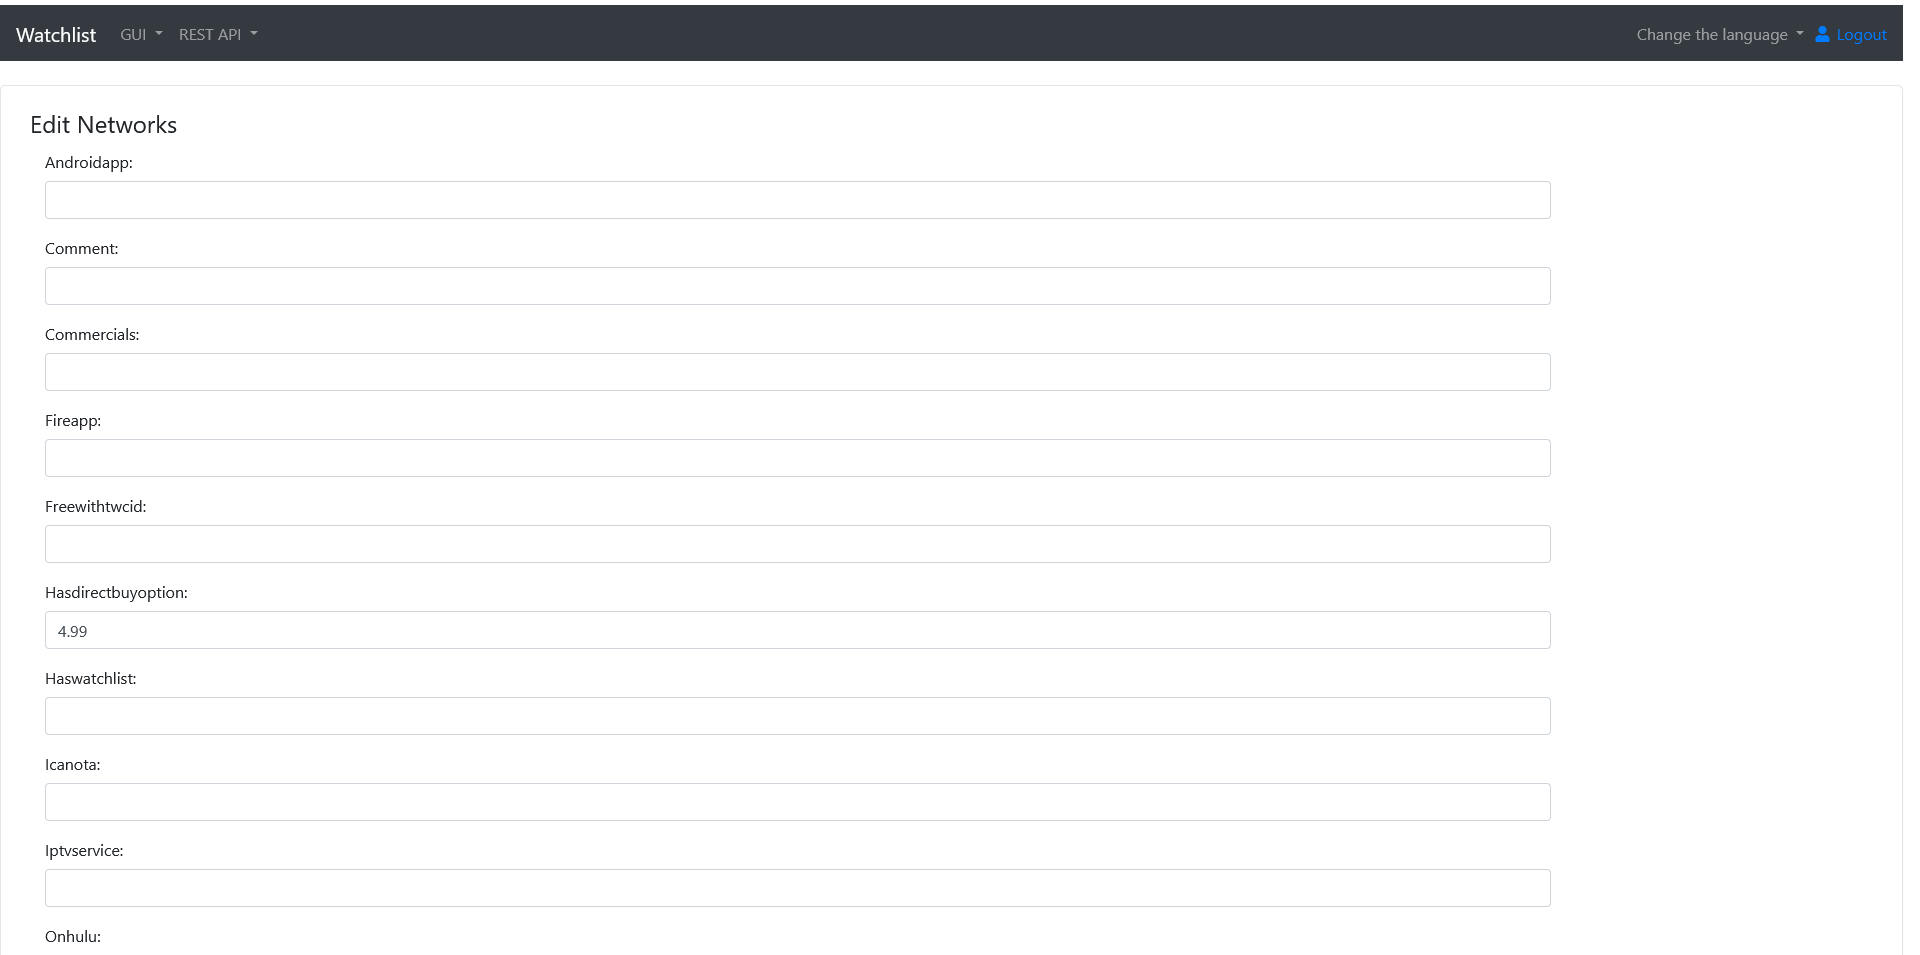 Watchlist GUI REST API Change the language Logout
Edit Networks
Androidapp:
Comment:
Commercials:
Fireapp:
Freewithtwcid:
Hasdirectbuyoption:
4.99
Haswatchlist:
Icanota:
Iptvservice:
Onhulu: